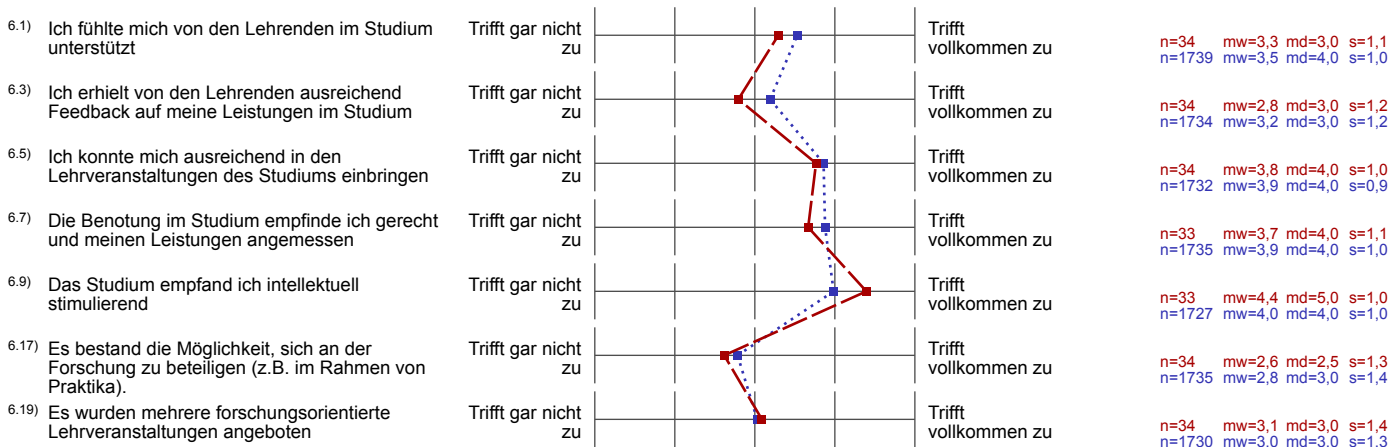 6.1) Ich fühlte mich von den Lehrenden im Studium
unterstützt
Trifft gar nicht
zu
Trifft
vollkommen zu
n=34 mw=3,3 md=3,0 s=1,1
n=1739 mw=3,5 md=4,0 s=1,0
6.3) Ich erhielt von den Lehrenden ausreichend
Feedback auf meine Leistungen im Studium
Trifft gar nicht
zu
Trifft
vollkommen zu
n=34 mw=2,8 md=3,0 s=1,2
n=1734 mw=3,2 md=3,0 s=1,2
6.5) Ich konnte mich ausreichend in den
Lehrveranstaltungen des Studiums einbringen
Trifft gar nicht
zu
Trifft
vollkommen zu
n=34 mw=3,8 md=4,0 s=1,0
n=1732 mw=3,9 md=4,0 s=0,9
6.7) Die Benotung im Studium empfinde ich gerecht
und meinen Leistungen angemessen
Trifft gar nicht
zu
Trifft
vollkommen zu
n=33 mw=3,7 md=4,0 s=1,1
n=1735 mw=3,9 md=4,0 s=1,0
6.9) Das Studium empfand ich intellektuell
stimulierend
Trifft gar nicht
zu
Trifft
vollkommen zu
n=33 mw=4,4 md=5,0 s=1,0
n=1727 mw=4,0 md=4,0 s=1,0
6.17) Es bestand die Möglichkeit, sich an der
Forschung zu beteiligen (z.B. im Rahmen von
Praktika).
Trifft gar nicht
zu
Trifft
vollkommen zu
n=34 mw=2,6 md=2,5 s=1,3
n=1735 mw=2,8 md=3,0 s=1,4
6.19) Es wurden mehrere forschungsorientierte
Lehrveranstaltungen angeboten
Trifft gar nicht
zu
Trifft
vollkommen zu
n=34 mw=3,1 md=3,0 s=1,4
n=1730 mw=3,0 md=3,0 s=1,3